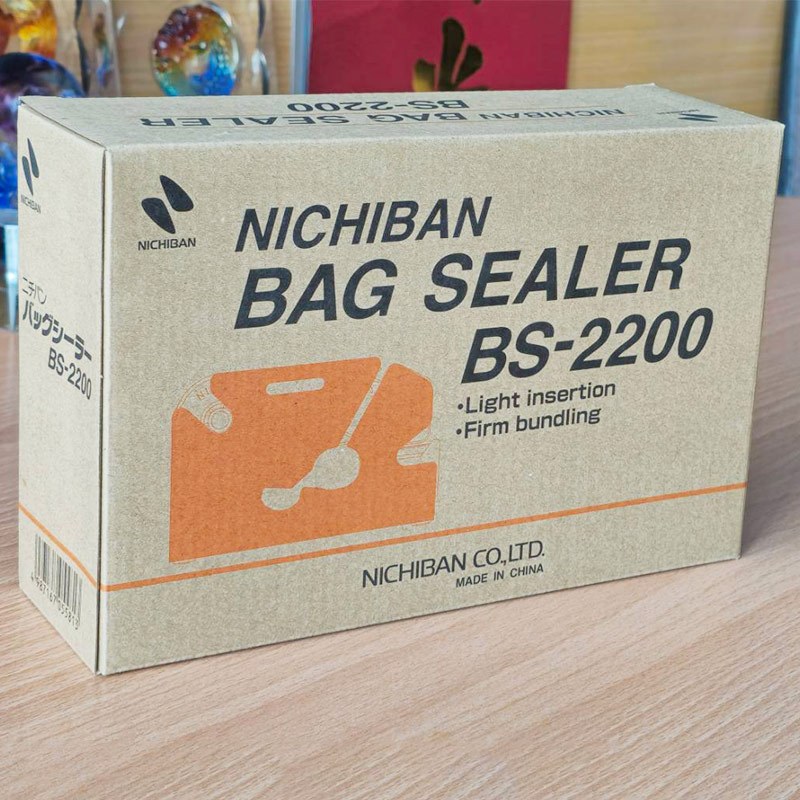 NICHIBAN BAG SEALER
BS-2200
NICHIBAN
NICHIBAN
ニチバン
バッグシーラー
BS-2200
NICHIBAN
BAG SEALER
BS-2200
・Light insertion
・Firm bundling
NICHIBAN CO.,LTD.
MADE IN CHINA